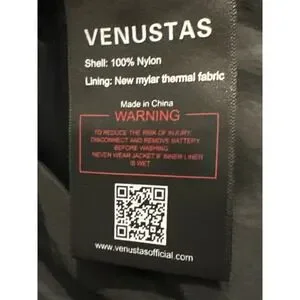 VENUSTAS
Shell: 100% Nylon
Lining: New mylar thermal fabric
Made in China
WARNING
TO REDUCE THE RISK OF INJURY,
DISCONNECT AND REMOVE BATTERY
BEFORE WASHING.
NEVER WEAR JACKET IF INNER LINER
IS WET.
www.venustasofficial.com